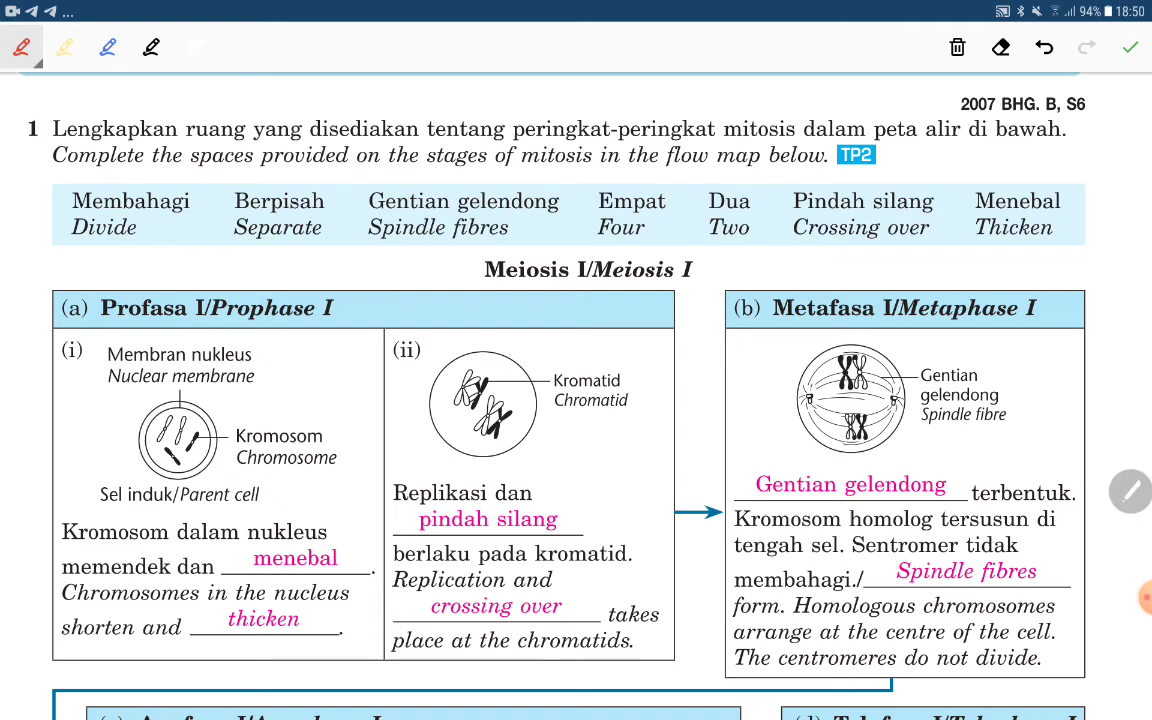 ...
94% 18:50
2007 BHG. B, S6
1 Lengkapkan ruang yang disediakan tentang peringkat-peringkat mitosis dalam peta alir di bawah.
Complete the spaces provided on the stages of mitosis in the flow map below. TP2
Membahagi Berpisah Gentian gelendong Empat Dua Pindah silang Menebal
Divide Separate Spindle fibres Four Two Crossing over Thicken
Meiosis I/Meiosis I
(a) Profasa I/Prophase I
(i)
Membran nukleus
Nuclear membrane
Kromosom
Chromosome
Sel induk/Parent cell
Kromosom dalam nukleus
memendek dan menebal.
Chromosomes in the nucleus
shorten and thicken.
(ii)
Kromatid
Chromatid
Replikasi dan
pindah silang
berlaku pada kromatid.
Replication and
crossing over takes
place at the chromatids.
(b) Metafasa I/Metaphase I
Gentian
gelendong
Spindle fibre
Gentian gelendong terbentuk.
Kromosom homolog tersusun di
tengah sel. Sentromer tidak
membahagi./Spindle fibres
form. Homologous chromosomes
arrange at the centre of the cell.
The centromeres do not divide.